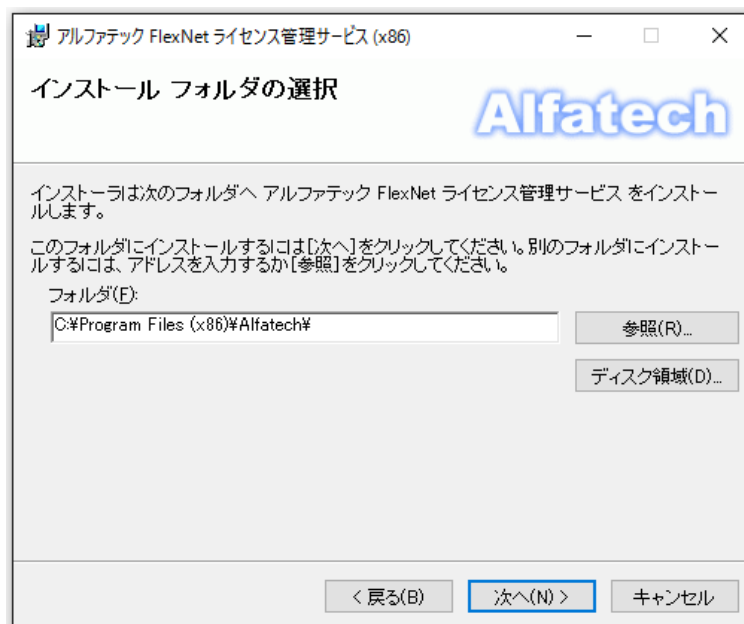 アルファテック FlexNet ライセンス管理サービス (x86)
インストール フォルダの選択
Alfatech
インストーラは次のフォルダへ アルファテック FlexNet ライセンス管理サービス をインストー
ルします。
このフォルダにインストールするには[次へ]をクリックしてください。別のフォルダにインストー
ルするには、アドレスを入力するか[参照]をクリックしてください。
フォルダ(F):
C:¥Program Files (x86)¥Alfatech¥
参照(R)...
ディスク領域(D)...
< 戻る(B)
次へ(N) >
キャンセル